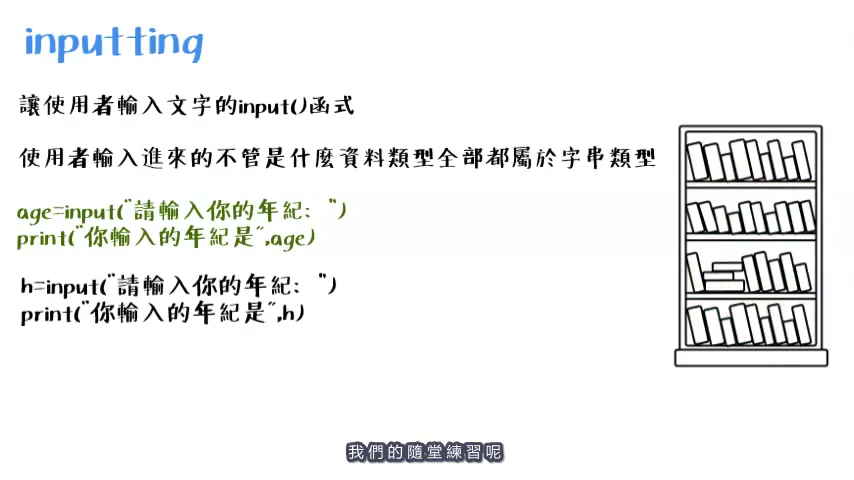 inputting
讓使用者輸入文字的input()函式
使用者輸入進來的不管是什麼資料類型全部都屬於字串類型
age=input("請輸入你的年紀: ")
print("你輸入的年紀是",age)
h=input("請輸入你的年紀: ")
print("你輸入的年紀是",h)
我們的隨堂練習呢